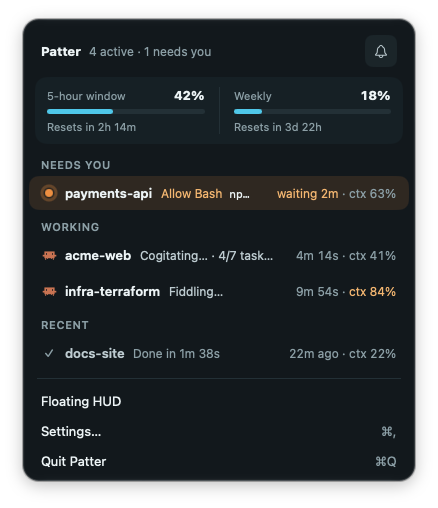 Patter 4 active · 1 needs you
5-hour window 42%
Resets in 2h 14m
Weekly 18%
Resets in 3d 22h
NEEDS YOU
payments-api Allow Bash np… waiting 2m · ctx 63%
WORKING
acme-web Cogitating… · 4/7 task… 4m 14s · ctx 41%
infra-terraform Fiddling… 9m 54s · ctx 84%
RECENT
docs-site Done in 1m 38s 22m ago · ctx 22%
Floating HUD
Settings… ⌘,
Quit Patter ⌘Q